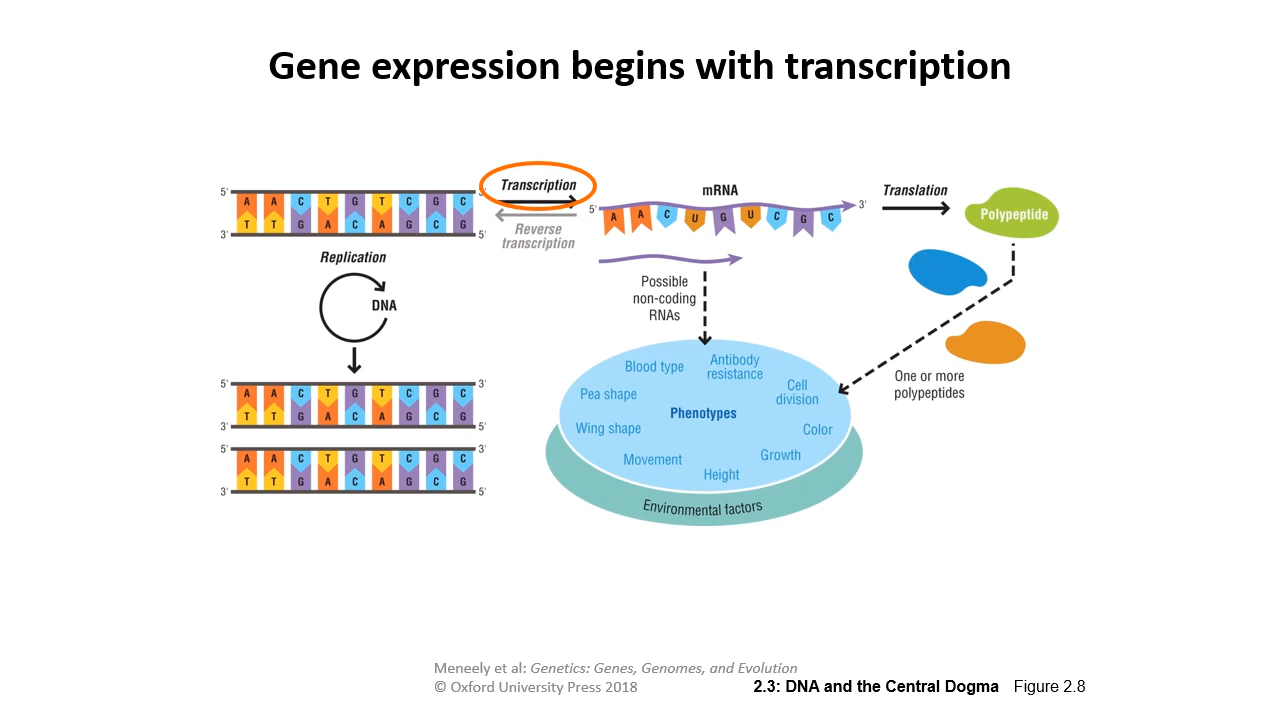 Gene expression begins with transcription
5' A A C T G T C G C 3'
3' T T G A C A G C G 5'
Transcription
Reverse
transcription
mRNA
5' A A C U G U C G C 3'
Translation
Polypeptide
Replication
DNA
Possible
non-coding
RNAs
One or more
polypeptides
5' A A C T G T C G C 3'
3' T T G A C A G C G 5'
5' A A C T G T C G C 3'
3' T T G A C A G C G 5'
Blood type
Antibody
resistance
Pea shape
Cell
division
Phenotypes
Wing shape
Color
Movement
Growth
Height
Environmental factors
Meneely et al: Genetics: Genes, Genomes, and Evolution
© Oxford University Press 2018
2.3: DNA and the Central Dogma Figure 2.8